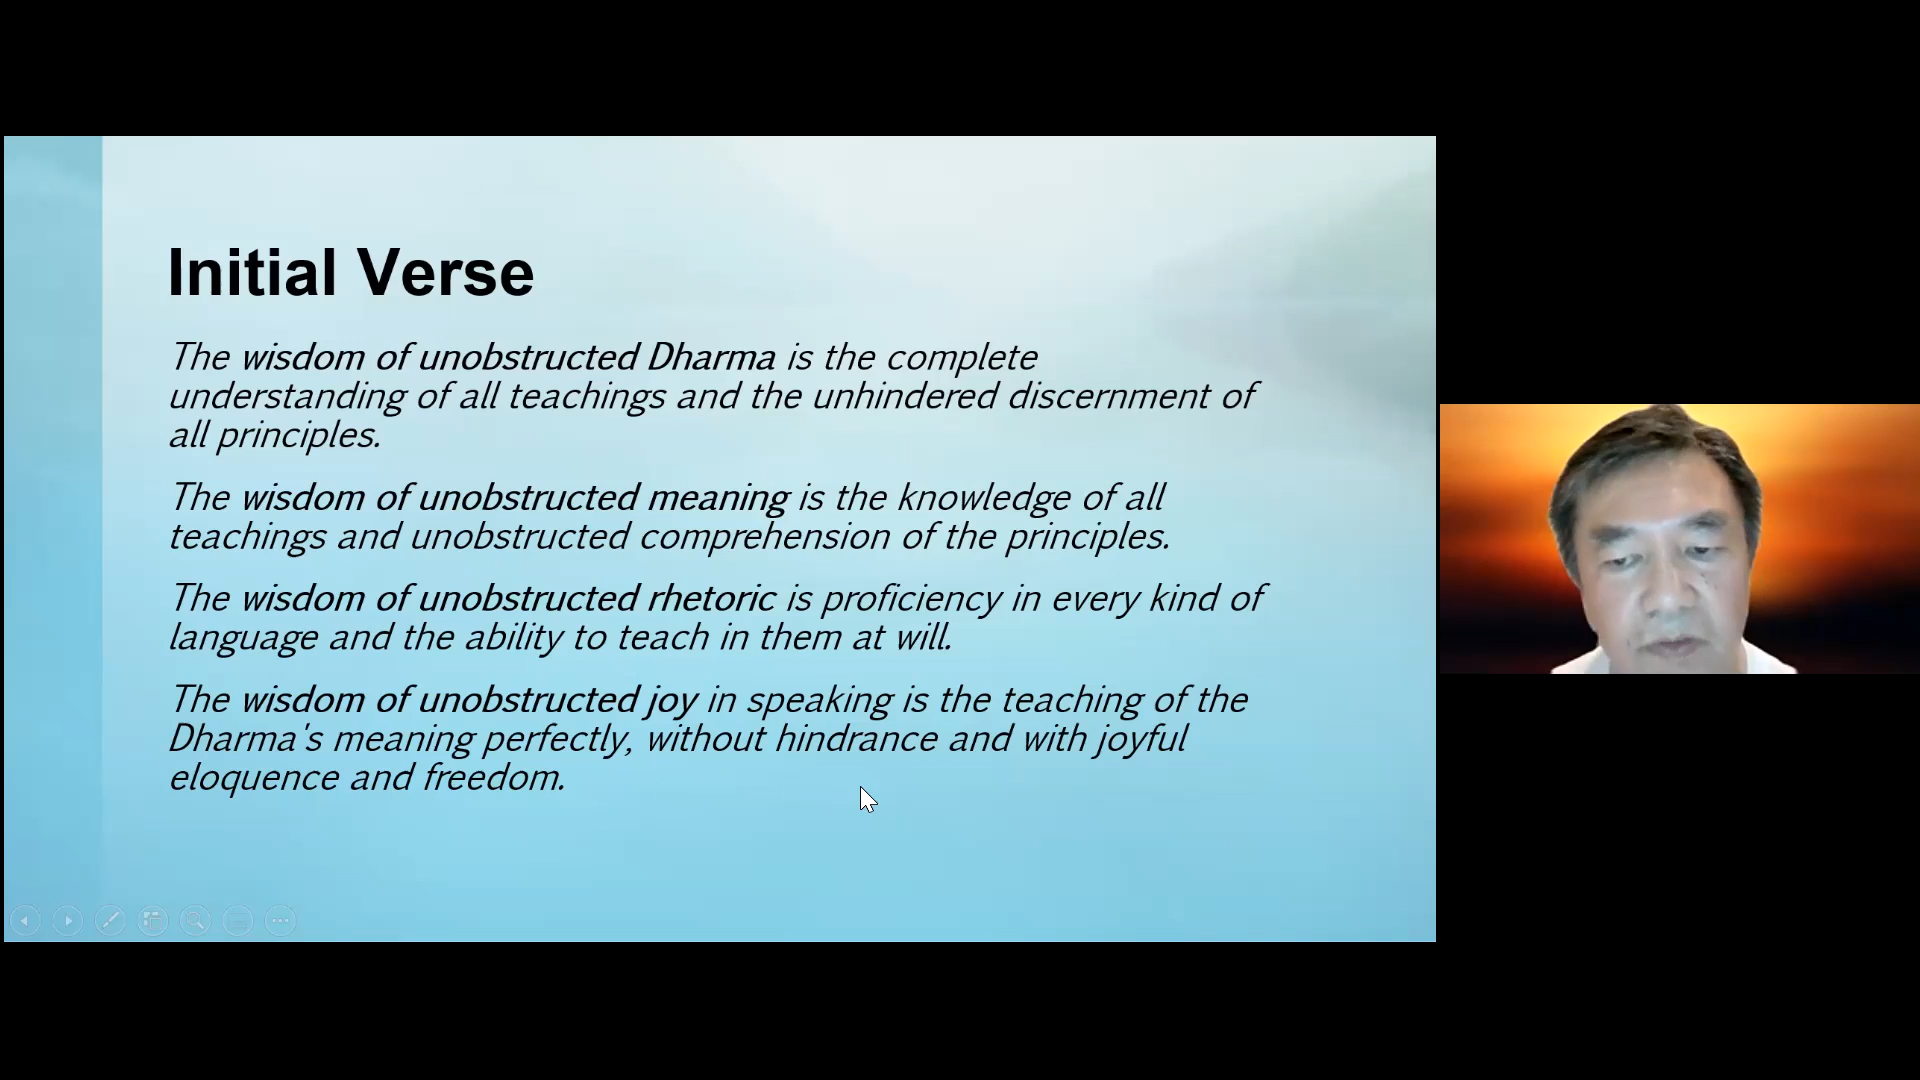 Initial Verse
The wisdom of unobstructed Dharma is the complete
understanding of all teachings and the unhindered discernment of
all principles.
The wisdom of unobstructed meaning is the knowledge of all
teachings and unobstructed comprehension of the principles.
The wisdom of unobstructed rhetoric is proficiency in every kind of
language and the ability to teach in them at will.
The wisdom of unobstructed joy in speaking is the teaching of the
Dharma's meaning perfectly, without hindrance and with joyful
eloquence and freedom.